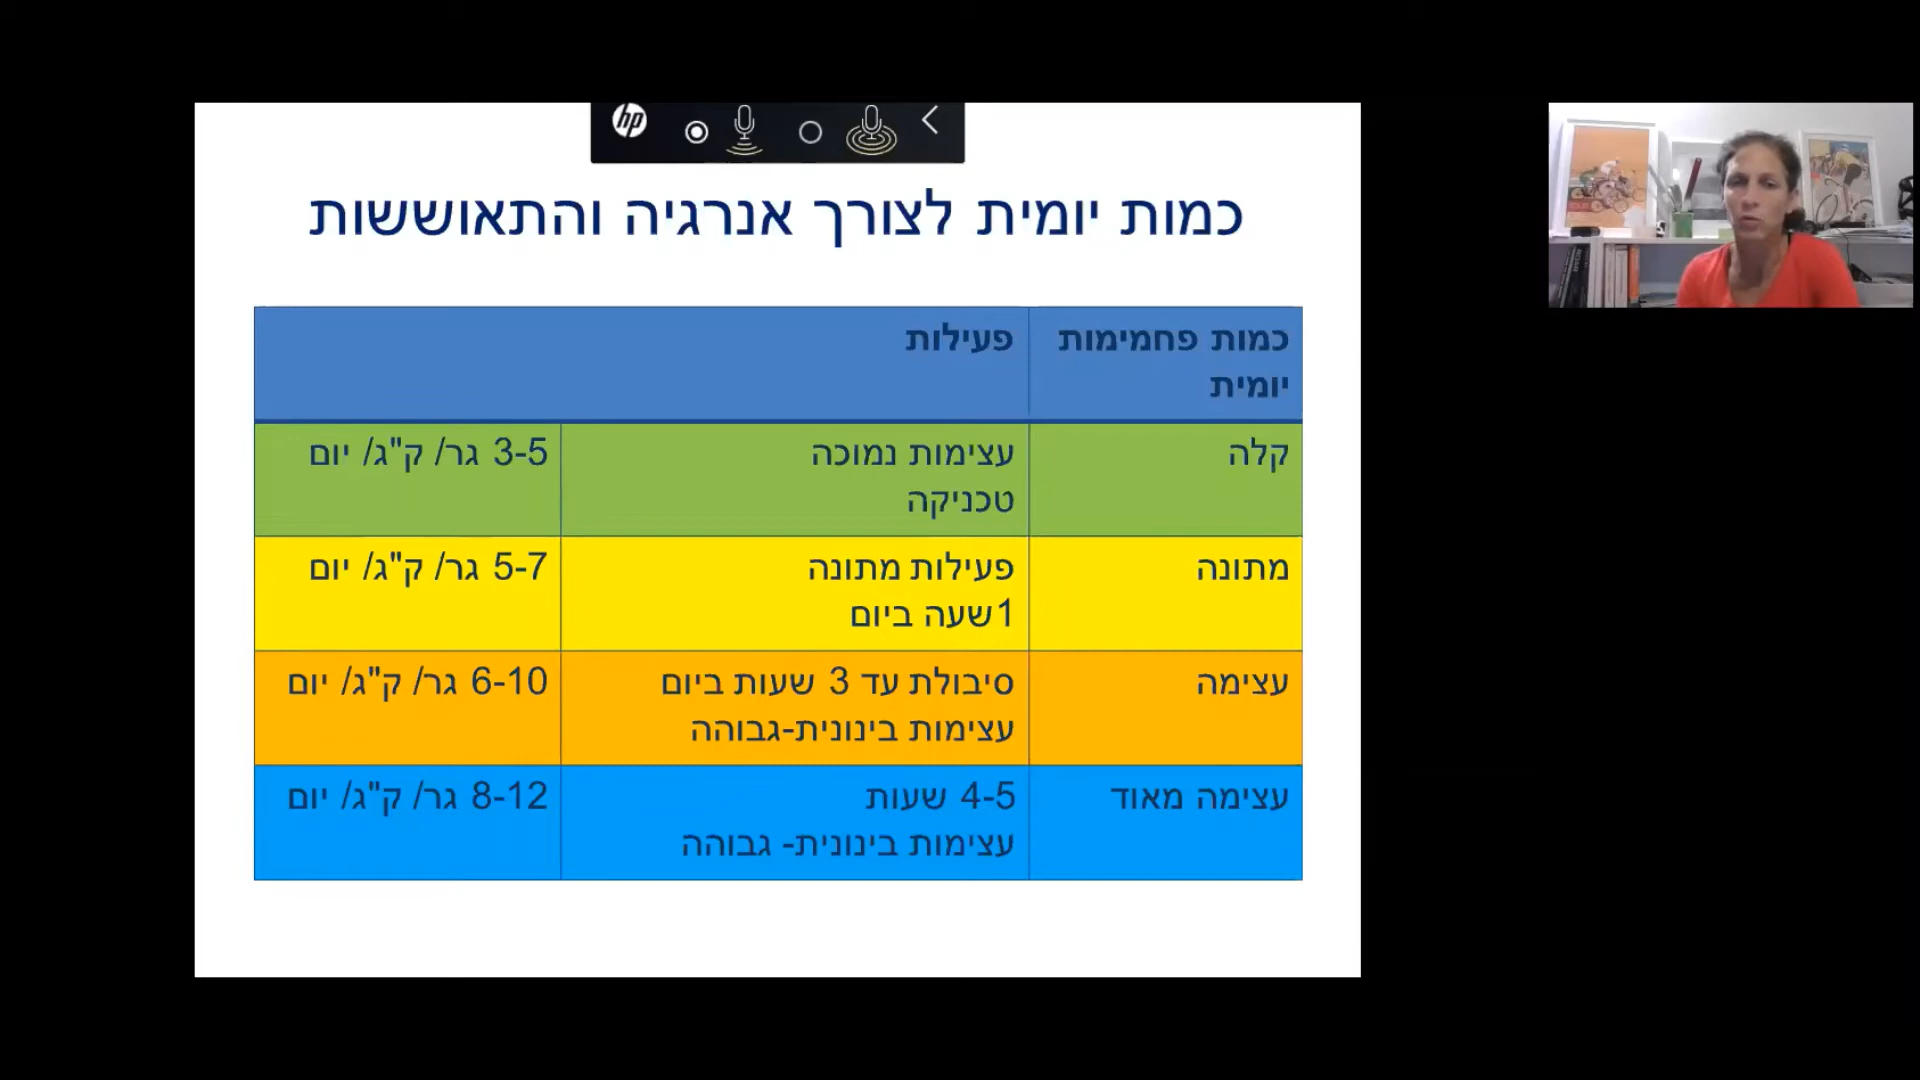 hp
כמות יומית לצורך אנרגיה והתאוששות
כמות פחמימות
יומית
פעילות
קלה
עצימות נמוכה
טכניקה
3-5 גר/ ק"ג/ יום
מתונה
פעילות מתונה
1שעה ביום
5-7 גר/ ק"ג/ יום
עצימה
סיבולת עד 3 שעות ביום
עצימות בינונית-גבוהה
6-10 גר/ ק"ג/ יום
עצימה מאוד
4-5 שעות
עצימות בינונית- גבוהה
8-12 גר/ ק"ג/ יום